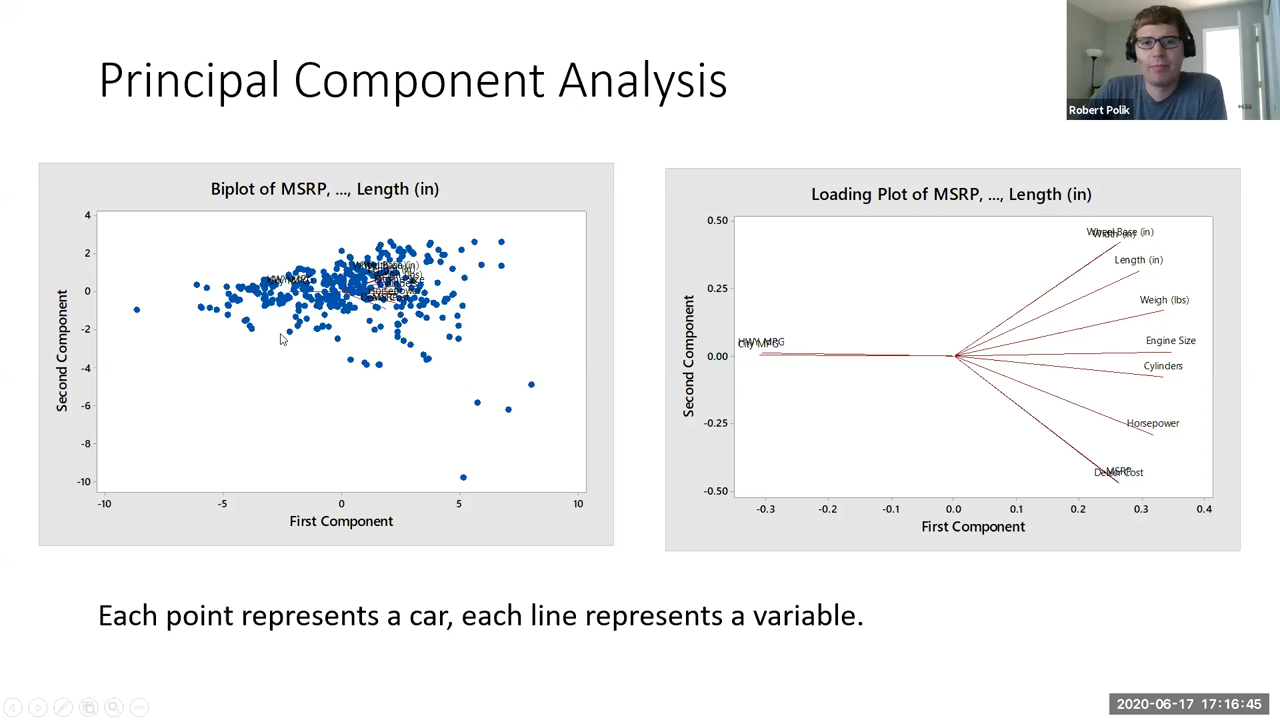 Principal Component Analysis
Robert Polik
Biplot of MSRP, ..., Length (in)
4
2
0
-2
-4
-6
-8
-10
Second Component
-10 -5 0 5 10
First Component
Loading Plot of MSRP, ..., Length (in)
0.50
0.25
0.00
-0.25
-0.50
Second Component
Wheel Base (in)
Width (in)
Length (in)
Weigh (lbs)
Engine Size
Cylinders
Horsepower
MSRP
Dealer Cost
HWY MPG
City MPG
-0.3 -0.2 -0.1 0.0 0.1 0.2 0.3 0.4
First Component
Each point represents a car, each line represents a variable.
2020-06-17 17:16:45